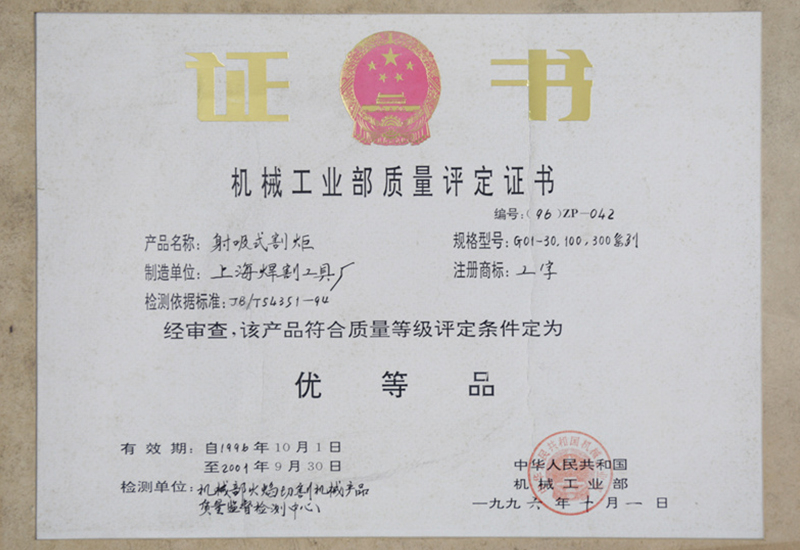 证 书
机械工业部质量评定证书
编号:(96)ZP-042
产品名称:射吸式割炬 规格型号:G01-30,100,300系列
制造单位:上海焊割工具厂 注册商标:工字
检测依据标准:JB/T54351-94
经审查,该产品符合质量等级评定条件定为
优等品
有效期:自1996年10月1日
至2001年9月30日
检测单位:机械部火焰切割机械产品
质量监督检测中心
中华人民共和国
机械工业部
一九九六年十月一日